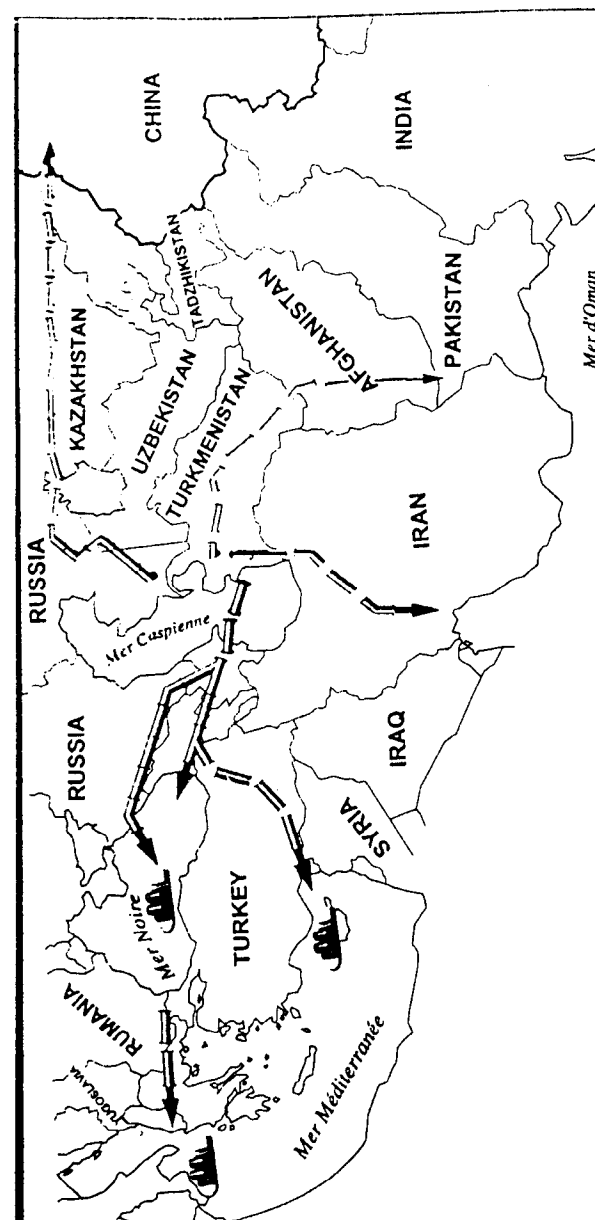 RUSSIA
RUSSIA
KAZAKHSTAN
CHINA
RUMANIA
YUGOSLAVIA
Mer Noire
Mer Caspienne
UZBEKISTAN
TADZHIKISTAN
TURKMENISTAN
TURKEY
AFGHANISTAN
SYRIA
IRAQ
IRAN
PAKISTAN
INDIA
Mer Méditerranée
Mer d'Oman